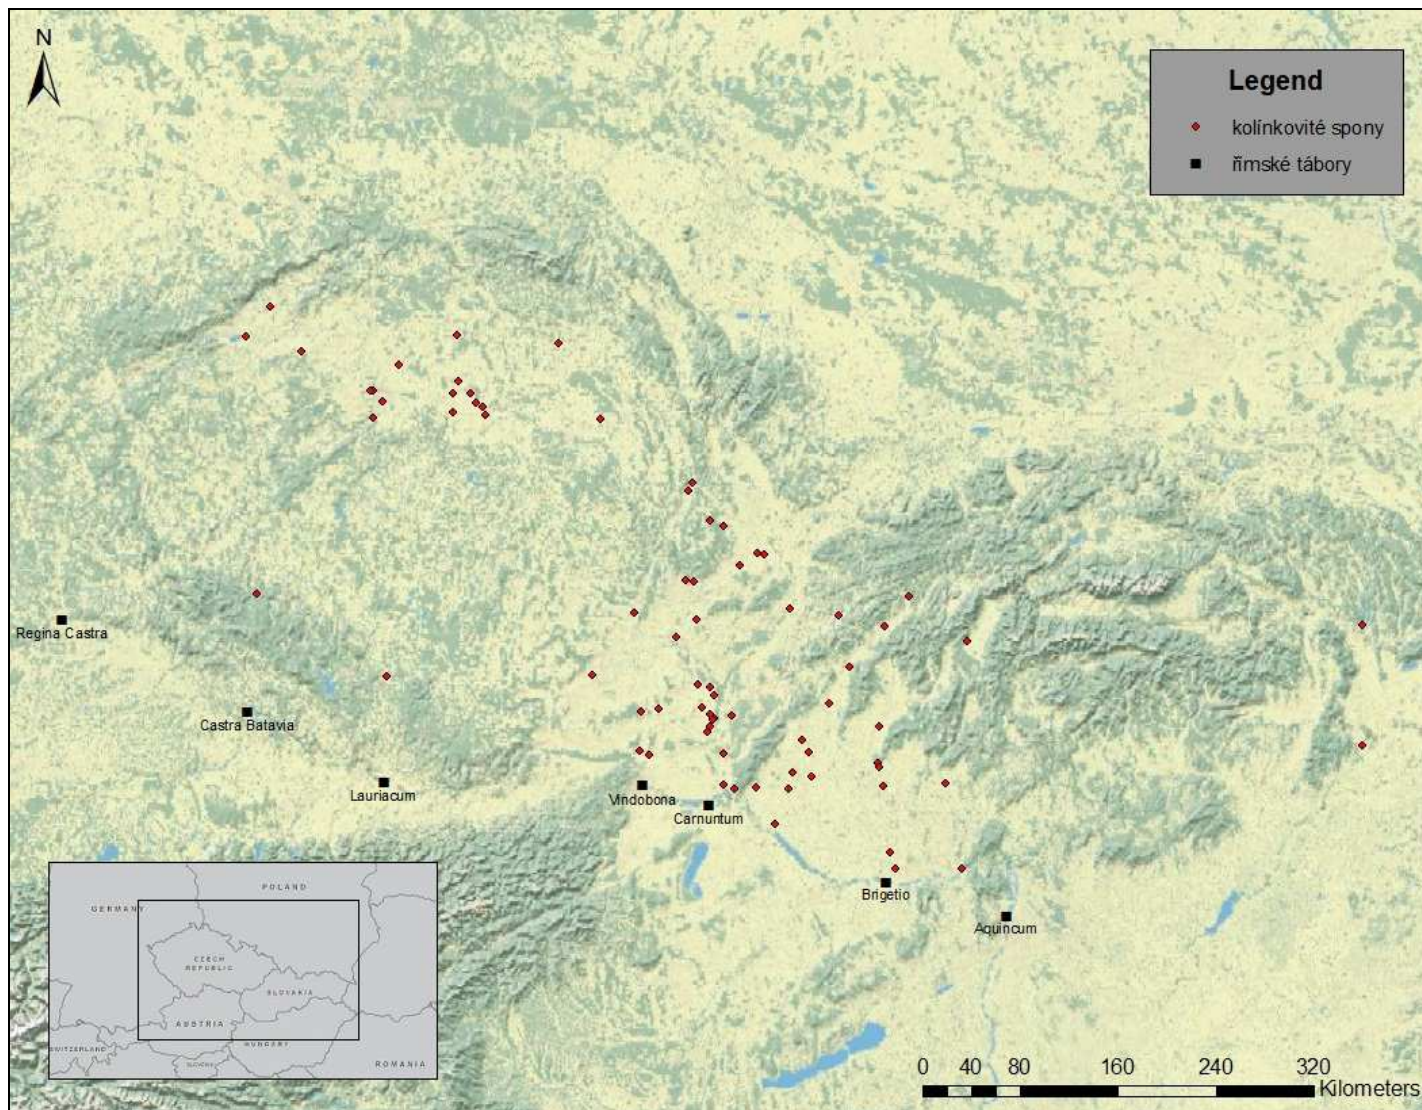 N
Legend
kolínkovité spony
římské tábory
Regina Castra
Castra Batavia
Lauriacum
Vindobona
Carnuntum
Brigetio
Aquincum
POLAND
GERMANY
CZECH
REPUBLIC
SLOVAKIA
AUSTRIA
HUNGARY
SWITZERLAND
ROMANIA
0 40 80 160 240 320
Kilometers